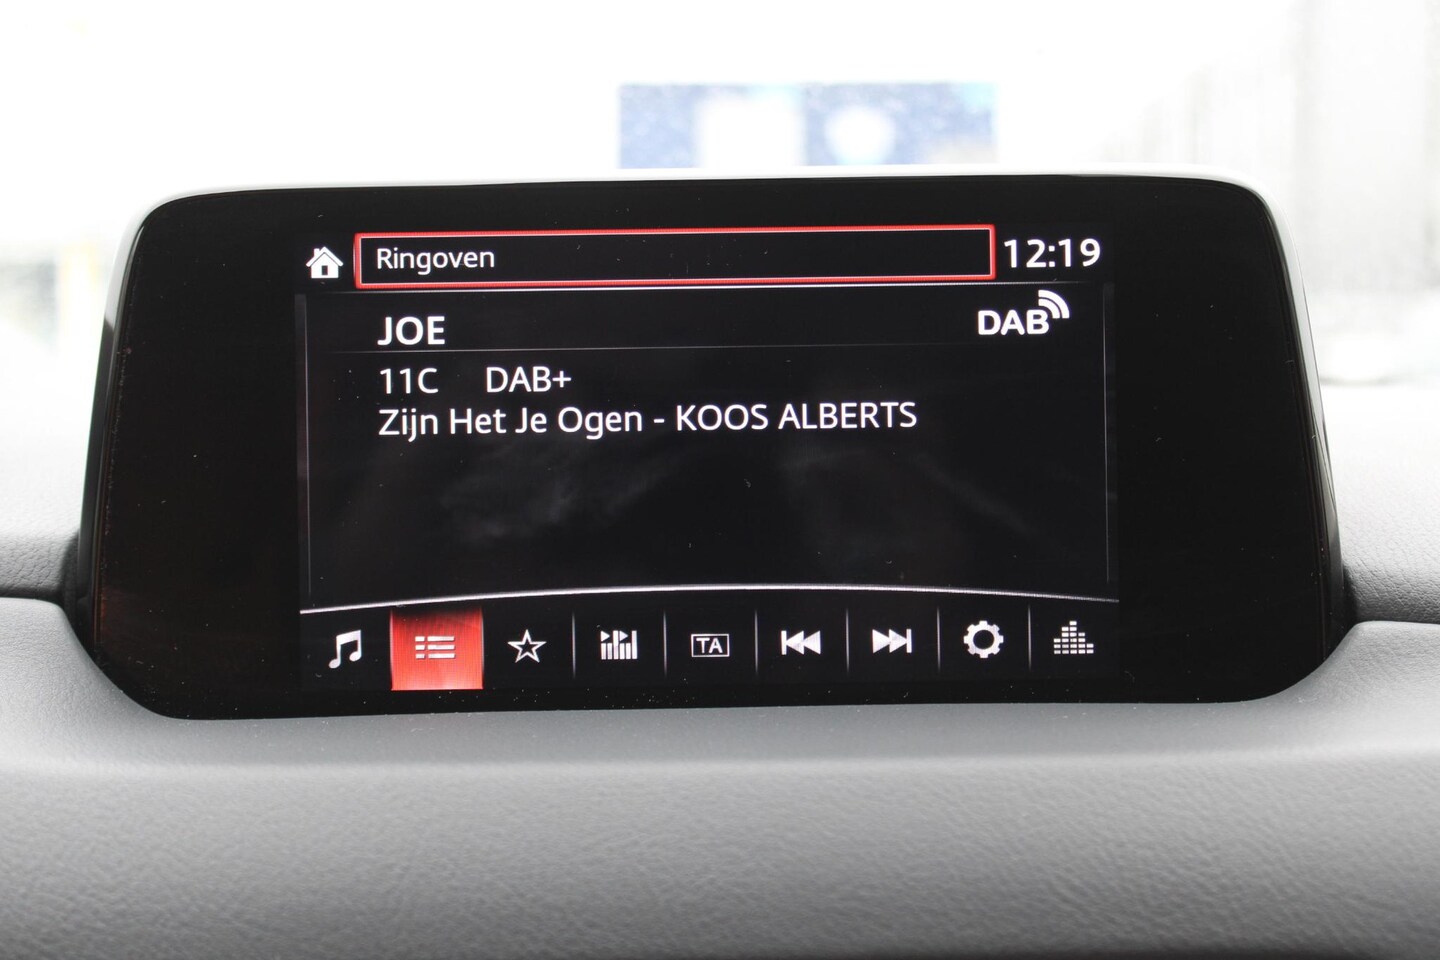 Ringoven 12:19
JOE DAB
11C DAB+
Zijn Het Je Ogen - KOOS ALBERTS
TA